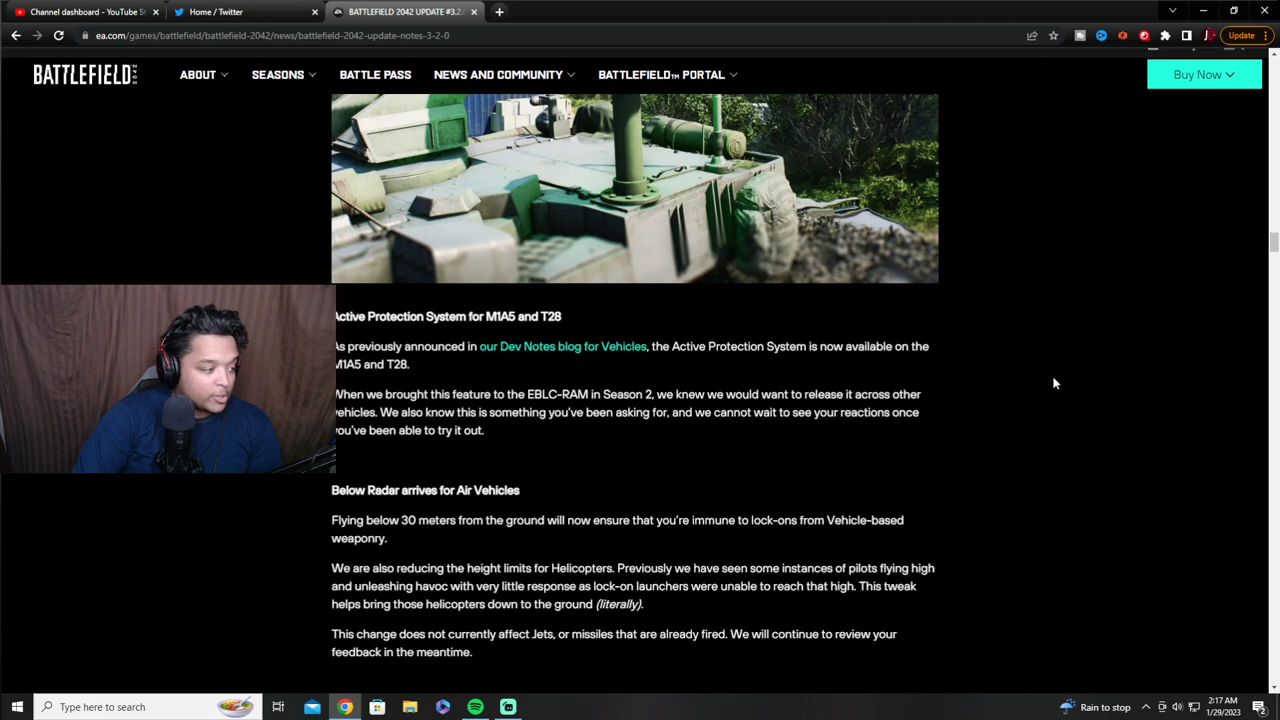 Channel dashboard - YouTube St
Home / Twitter
BATTLEFIELD 2042 UPDATE #3.2.0
ea.com/games/battlefield/battlefield-2042/news/battlefield-2042-update-notes-3-2-0
Update
BATTLEFIELD 2042
ABOUT
SEASONS
BATTLE PASS
NEWS AND COMMUNITY
BATTLEFIELD™ PORTAL
Buy Now
Active Protection System for M1A5 and T28
As previously announced in our Dev Notes blog for Vehicles, the Active Protection System is now available on the
M1A5 and T28.
When we brought this feature to the EBLC-RAM in Season 2, we knew we would want to release it across other
vehicles. We also know this is something you've been asking for, and we cannot wait to see your reactions once
you've been able to try it out.
Below Radar arrives for Air Vehicles
Flying below 30 meters from the ground will now ensure that you're immune to lock-ons from Vehicle-based
weaponry.
We are also reducing the height limits for Helicopters. Previously we have seen some instances of pilots flying high
and unleashing havoc with very little response as lock-on launchers were unable to reach that high. This tweak
helps bring those helicopters down to the ground (literally).
This change does not currently affect Jets, or missiles that are already fired. We will continue to review your
feedback in the meantime.
Type here to search
Rain to stop
2:17 AM
1/29/2023
2